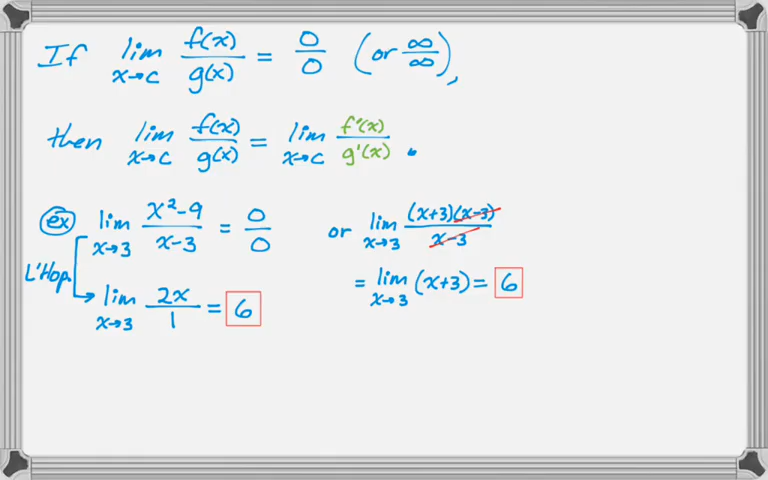 If lim x→c f(x)/g(x) = 0/0 (or ∞/∞),
then lim x→c f(x)/g(x) = lim x→c f'(x)/g'(x) .
ex lim x→3 x²-9/x-3 = 0/0
L'Hop. lim x→3 2x/1 = 6
or lim x→3 (x+3)(x-3)/x-3
= lim x→3 (x+3) = 6